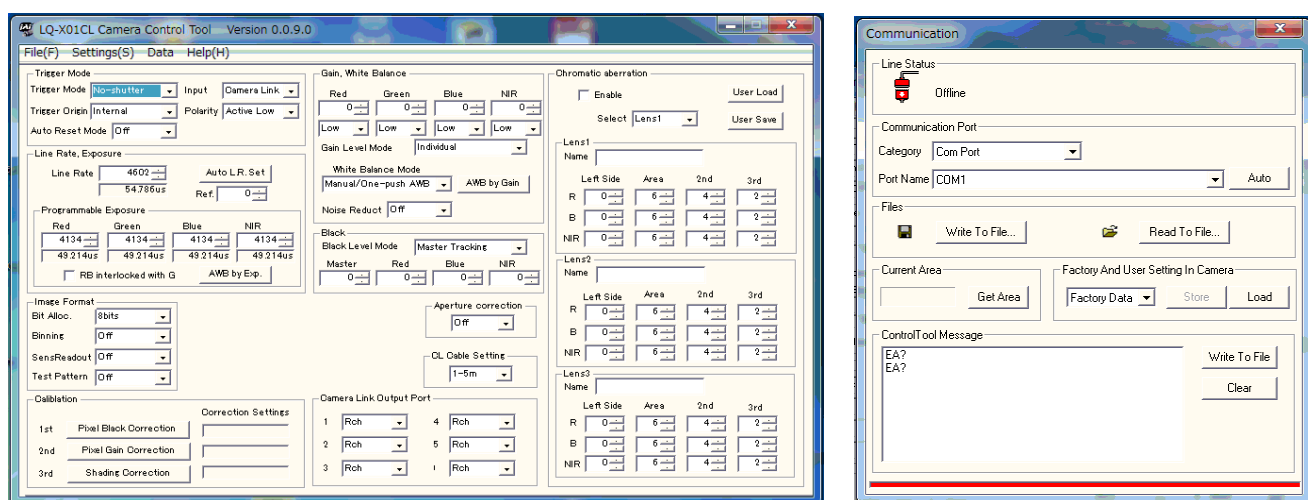 LQ-X01CL Camera Control Tool Version 0.0.9.0
File(F) Settings(S) Data Help(H)
Trigger Mode
Trigger Mode No-shutter Input Camera Link
Trigger Origin Internal Polarity Active Low
Auto Reset Mode Off
Line Rate, Exposure
Line Rate 4602 Auto L.R. Set
54.786us Ref. 0
Programmable Exposure
Red Green Blue NIR
4134 4134 4134 4134
49.214us 49.214us 49.214us 49.214us
RB interlocked with G AWB by Exp.
Image Format
Bit Alloc. 8bits
Binning Off
SensReadout Off
Test Pattern Off
Caliblation
Correction Settings
1st Pixel Black Correction
2nd Pixel Gain Correction
3rd Shading Correction
Gain, White Balance
Red Green Blue NIR
0 0 0 0
Low Low Low Low
Gain Level Mode Individual
White Balance Mode
Manual/One-push AWB AWB by Gain
Noise Reduct Off
Black
Black Level Mode Master Tracking
Master Red Blue NIR
0 0 0 0
Aperture correction
Off
CL Cable Setting
1-5m
Camera Link Output Port
1 Rch 4 Rch
2 Rch 5 Rch
3 Rch Rch
Chromatic aberration
Enable User Load
Select Lens1 User Save
Lens1
Name
Left Side Area 2nd 3rd
R 0 6 4 2
B 0 6 4 2
NIR 0 6 4 2
Lens2
Name
Left Side Area 2nd 3rd
R 0 6 4 2
B 0 6 4 2
NIR 0 6 4 2
Lens3
Name
Left Side Area 2nd 3rd
R 0 6 4 2
B 0 6 4 2
NIR 0 6 4 2
Communication
Line Status
Offline
Communication Port
Category Com Port
Port Name COM1 Auto
Files
Write To File... Read To File...
Current Area
Get Area
Factory And User Setting In Camera
Factory Data Store Load
ControlTool Message
EA?
EA?
Write To File
Clear